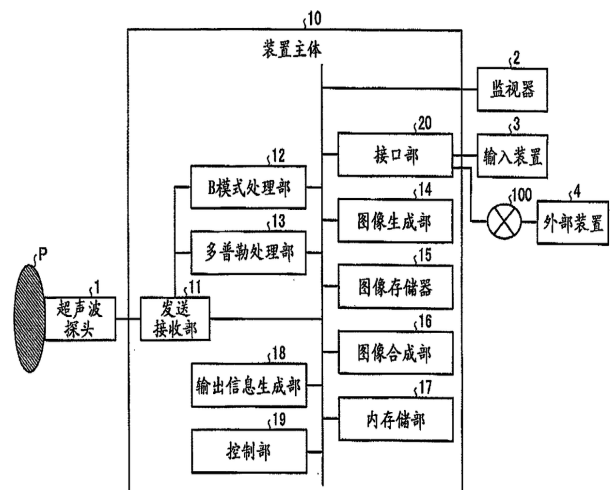 10
装置主体
2
监视器
20
接口部
3
输入装置
12
B模式处理部
14
图像生成部
100
4
外部装置
13
多普勒处理部
15
图像存储器
P
1
超声波
探头
11
发送
接收部
16
图像合成部
18
输出信息生成部
17
内存储部
19
控制部